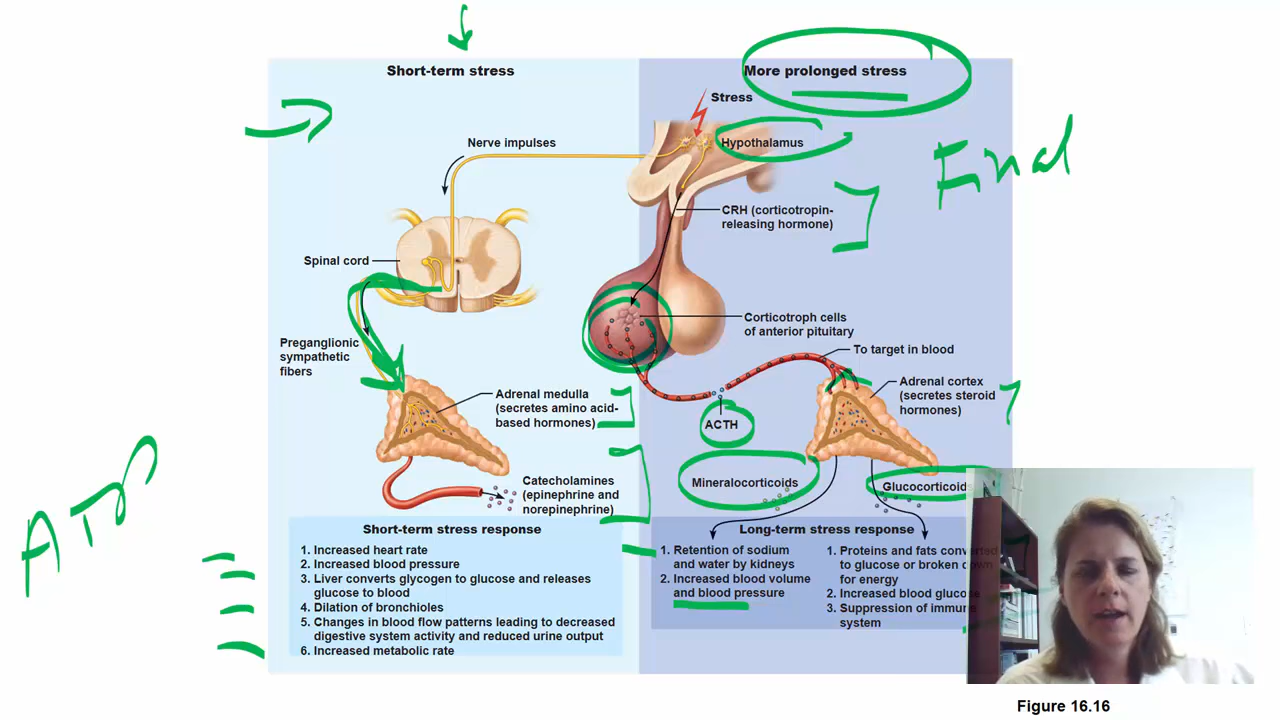 Short-term stress
More prolonged stress
Stress
Nerve impulses
Hypothalamus
Final
CRH (corticotropin-
releasing hormone)
Spinal cord
Corticotroph cells
of anterior pituitary
Preganglionic
sympathetic
fibers
To target in blood
Adrenal medulla
(secretes amino acid-
based hormones)
Adrenal cortex
(secretes steroid
hormones)
ACTH
Mineralocorticoids
Glucocorticoids
Catecholamines
(epinephrine and
norepinephrine)
Short-term stress response
1. Increased heart rate
2. Increased blood pressure
3. Liver converts glycogen to glucose and releases
glucose to blood
4. Dilation of bronchioles
5. Changes in blood flow patterns leading to decreased
digestive system activity and reduced urine output
6. Increased metabolic rate
Long-term stress response
1. Retention of sodium
and water by kidneys
2. Increased blood volume
and blood pressure
1. Proteins and fats converted
to glucose or broken down
for energy
2. Increased blood glucose
3. Suppression of immune
system
Figure 16.16